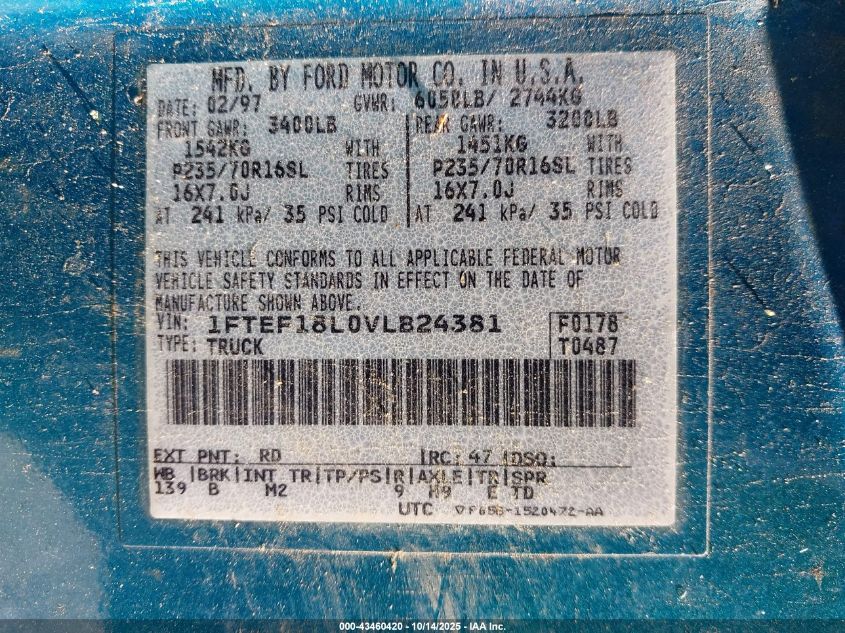 MFD. BY FORD MOTOR CO. IN U.S.A.
DATE: 02/97 GVWR: 6050LB/ 2744KG
FRONT GAWR: 3400LB REAR GAWR: 3200LB
1542KG WITH 1451KG WITH
P235/70R16SL TIRES P235/70R16SL TIRES
16X7.0J RIMS 16X7.0J RIMS
AT 241 kPa/ 35 PSI COLD AT 241 kPa/ 35 PSI COLD
THIS VEHICLE CONFORMS TO ALL APPLICABLE FEDERAL MOTOR
VEHICLE SAFETY STANDARDS IN EFFECT ON THE DATE OF
MANUFACTURE SHOWN ABOVE.
VIN: 1FTEF18L0VLB24381 F0178
TYPE: TRUCK T0487
EXT PNT: RD RC: 47 DSO:
WB BRK INT TR TP/PS R AXLE TR SPR
139 B M2 9 H9 E TD
UTC F65B-1520472-AA
000-43460420 - 10/14/2025 - IAA Inc.